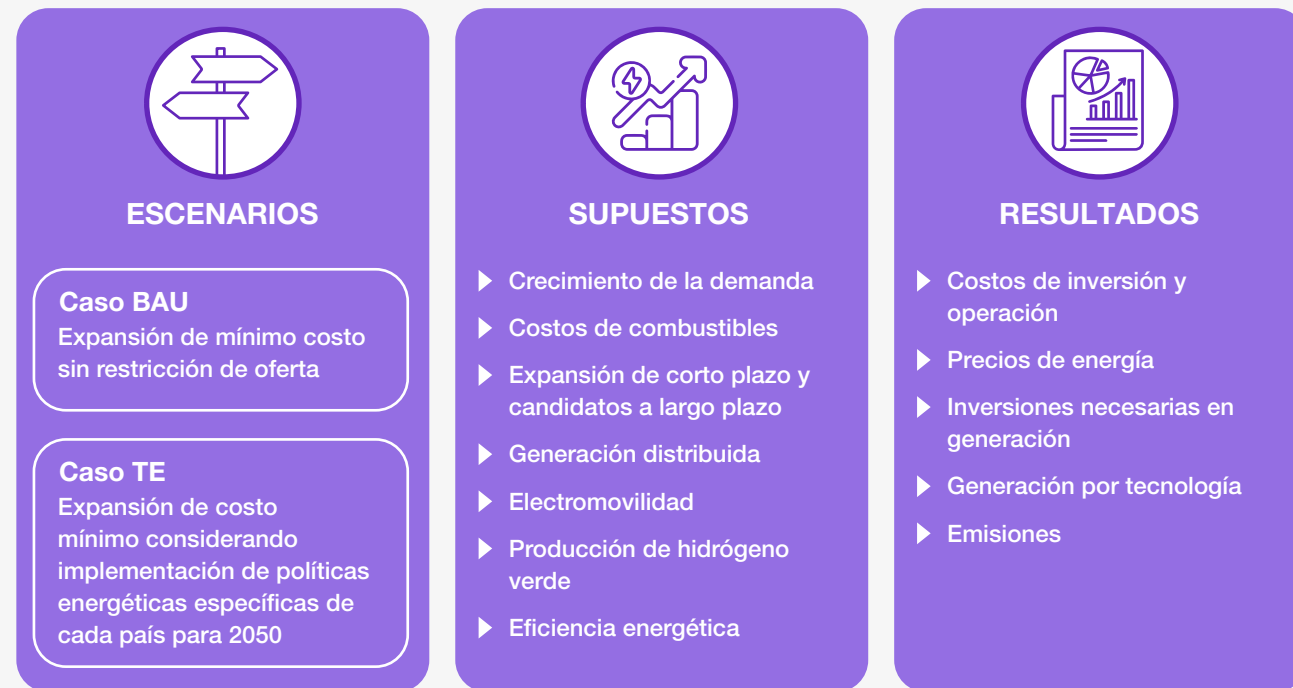 ESCENARIOS
Caso BAU
Expansión de mínimo costo
sin restricción de oferta
Caso TE
Expansión de costo
mínimo considerando
implementación de políticas
energéticas específicas de
cada país para 2050
SUPUESTOS
Crecimiento de la demanda
Costos de combustibles
Expansión de corto plazo y
candidatos a largo plazo
Generación distribuida
Electromovilidad
Producción de hidrógeno
verde
Eficiencia energética
RESULTADOS
Costos de inversión y
operación
Precios de energía
Inversiones necesarias en
generación
Generación por tecnología
Emisiones